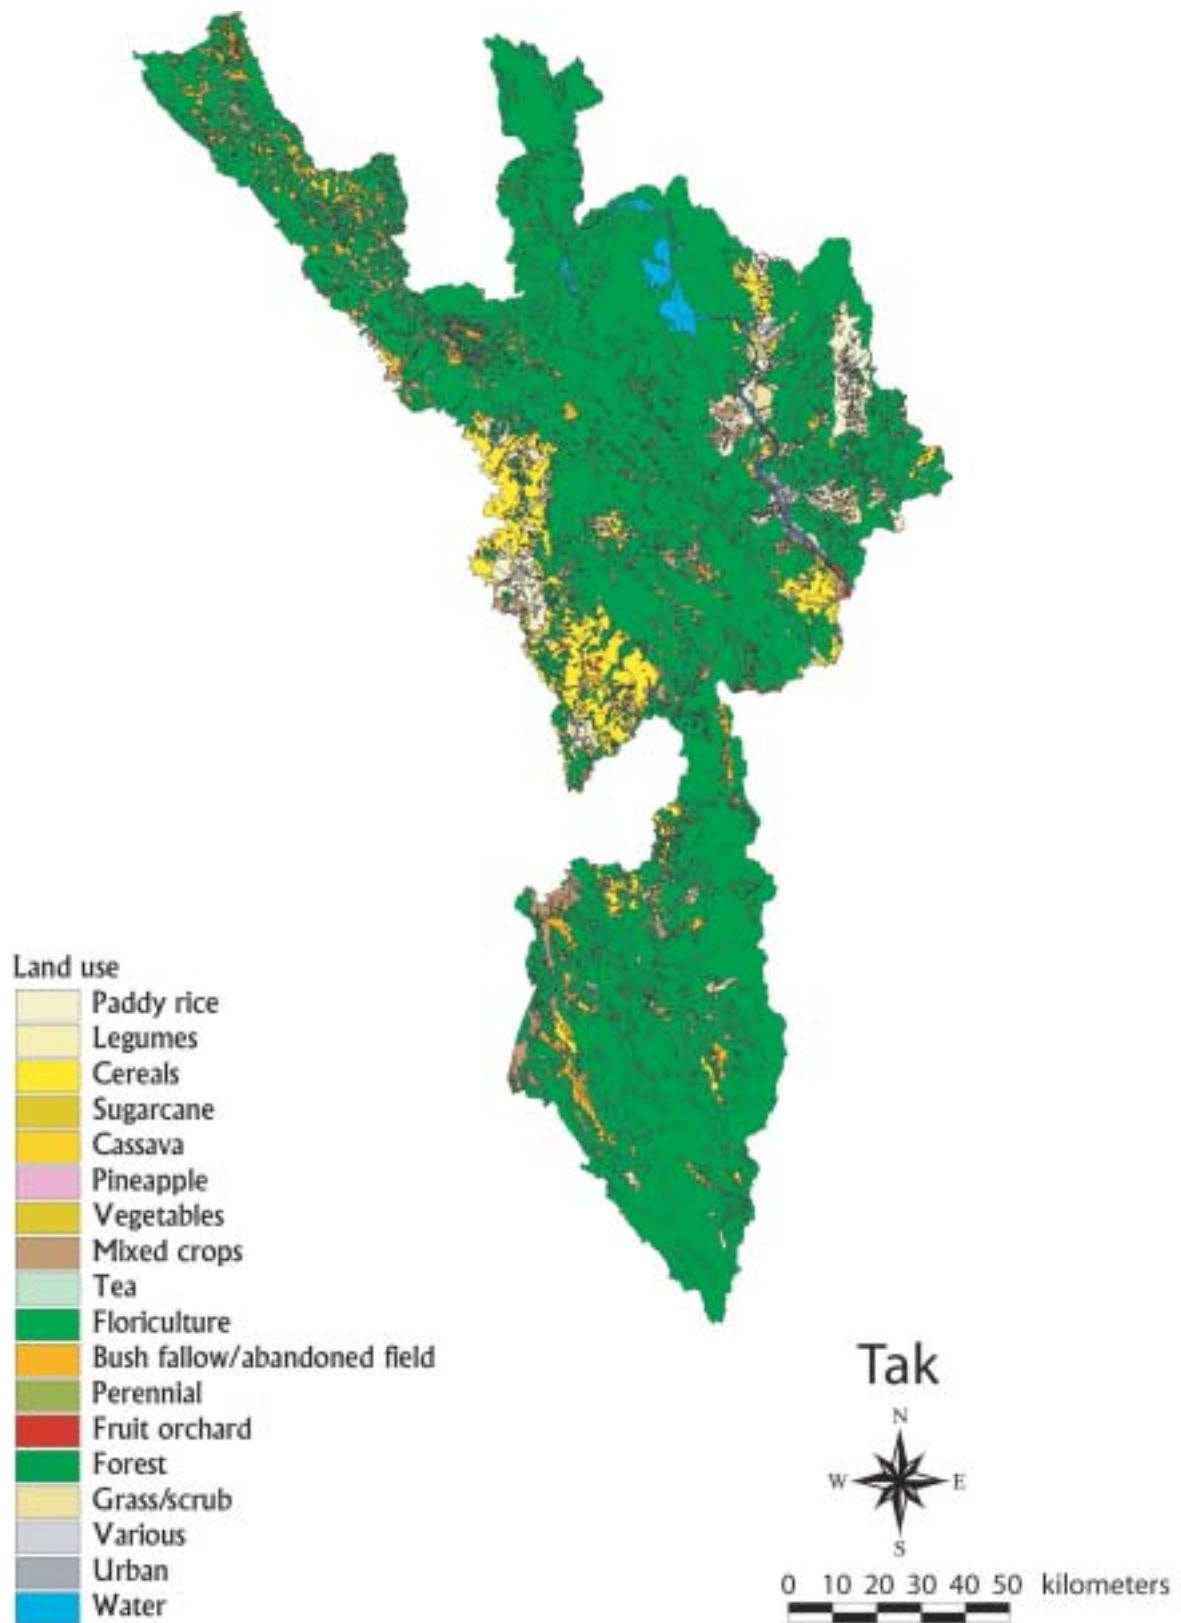 Land use
Paddy rice
Legumes
Cereals
Sugarcane
Cassava
Pineapple
Vegetables
Mixed crops
Tea
Floriculture
Bush fallow/abandoned field
Perennial
Fruit orchard
Forest
Grass/scrub
Various
Urban
Water
Tak
N
W E
S
0 10 20 30 40 50 kilometers